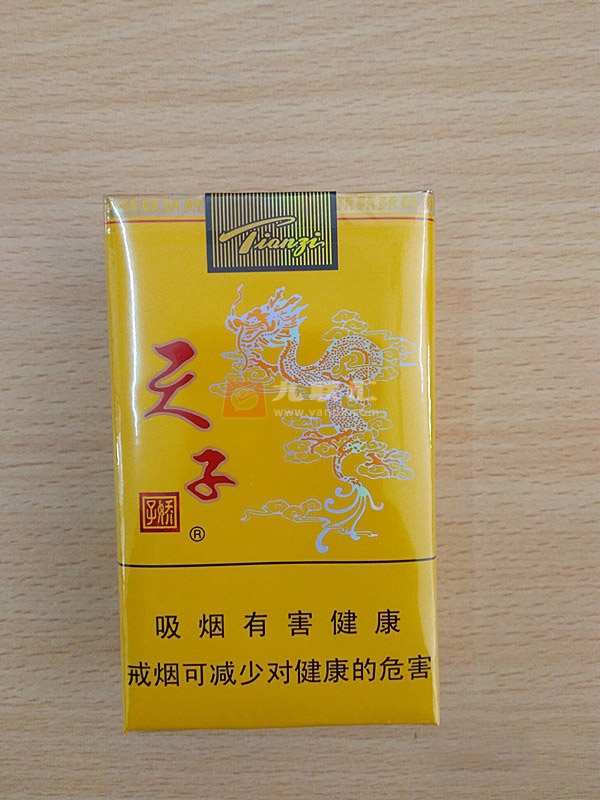 Tianzi
天子
®
吸烟有害健康
戒烟可减少对健康的危害